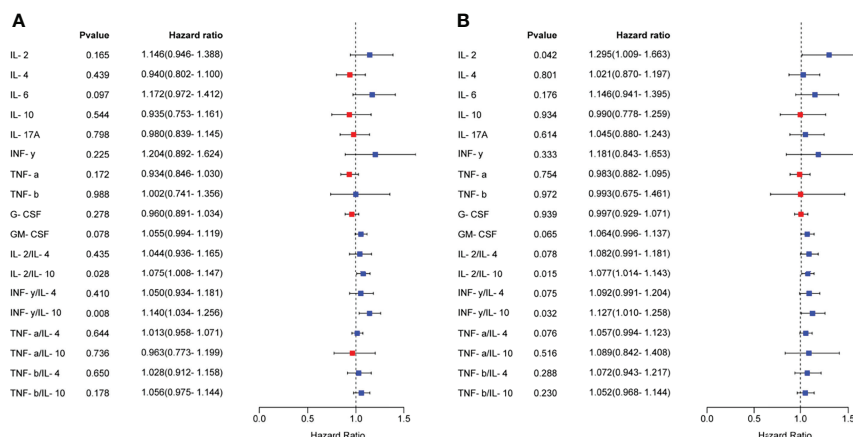 A
Pvalue Hazard ratio
IL- 2 0.165 1.146(0.946- 1.388)
IL- 4 0.439 0.940(0.802- 1.100)
IL- 6 0.097 1.172(0.972- 1.412)
IL- 10 0.544 0.935(0.753- 1.161)
IL- 17A 0.798 0.980(0.839- 1.145)
INF- y 0.225 1.204(0.892- 1.624)
TNF- a 0.172 0.934(0.846- 1.030)
TNF- b 0.988 1.002(0.741- 1.356)
G- CSF 0.278 0.960(0.891- 1.034)
GM- CSF 0.078 1.055(0.994- 1.119)
IL- 2/IL- 4 0.435 1.044(0.936- 1.165)
IL- 2/IL- 10 0.028 1.075(1.008- 1.147)
INF- y/IL- 4 0.410 1.050(0.934- 1.181)
INF- y/IL- 10 0.008 1.140(1.034- 1.256)
TNF- a/IL- 4 0.644 1.013(0.958- 1.071)
TNF- a/IL- 10 0.736 0.963(0.773- 1.199)
TNF- b/IL- 4 0.650 1.028(0.912- 1.158)
TNF- b/IL- 10 0.178 1.056(0.975- 1.144)
0.0 0.5 1.0 1.5
Hazard Ratio
B
Pvalue Hazard ratio
IL- 2 0.042 1.295(1.009- 1.663)
IL- 4 0.801 1.021(0.870- 1.197)
IL- 6 0.176 1.146(0.941- 1.395)
IL- 10 0.934 0.990(0.778- 1.259)
IL- 17A 0.614 1.045(0.880- 1.243)
INF- y 0.333 1.181(0.843- 1.653)
TNF- a 0.754 0.983(0.882- 1.095)
TNF- b 0.972 0.993(0.675- 1.461)
G- CSF 0.939 0.997(0.929- 1.071)
GM- CSF 0.065 1.064(0.996- 1.137)
IL- 2/IL- 4 0.078 1.082(0.991- 1.181)
IL- 2/IL- 10 0.015 1.077(1.014- 1.143)
INF- y/IL- 4 0.075 1.092(0.991- 1.204)
INF- y/IL- 10 0.032 1.127(1.010- 1.258)
TNF- a/IL- 4 0.076 1.057(0.994- 1.123)
TNF- a/IL- 10 0.516 1.089(0.842- 1.408)
TNF- b/IL- 4 0.288 1.072(0.943- 1.217)
TNF- b/IL- 10 0.230 1.052(0.968- 1.144)
0.0 0.5 1.0 1.5
Hazard Ratio